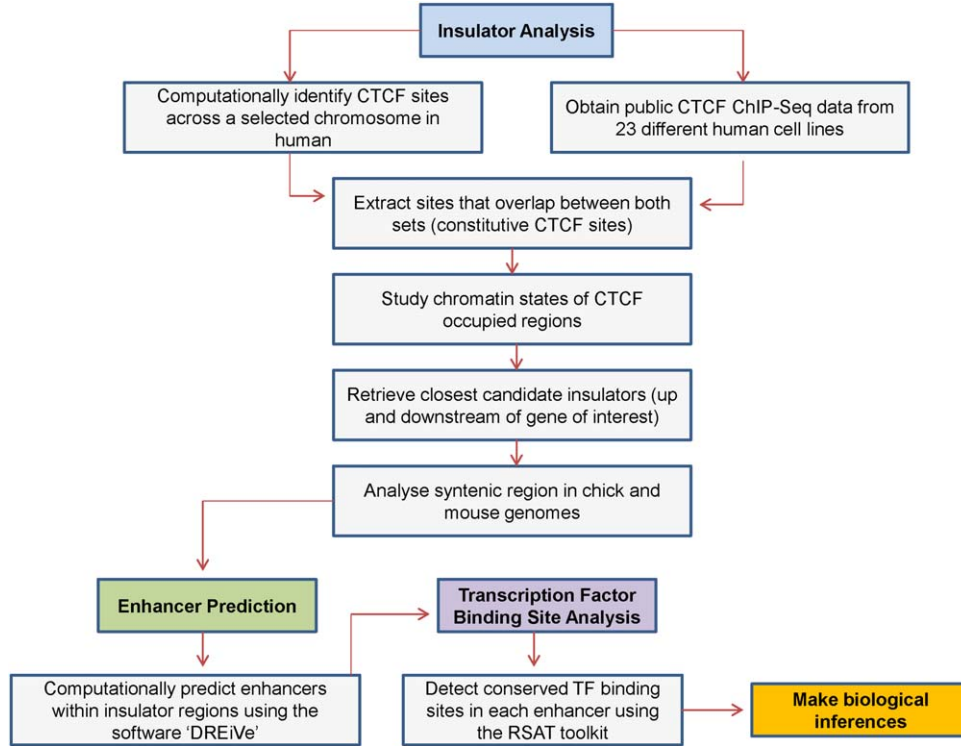 Insulator Analysis
Computationally identify CTCF sites
across a selected chromosome in
human
Obtain public CTCF ChIP-Seq data from
23 different human cell lines
Extract sites that overlap between both
sets (constitutive CTCF sites)
Study chromatin states of CTCF
occupied regions
Retrieve closest candidate insulators (up
and downstream of gene of interest)
Analyse syntenic region in chick and
mouse genomes
Enhancer Prediction
Transcription Factor
Binding Site Analysis
Computationally predict enhancers
within insulator regions using the
software ‘DREiVe’
Detect conserved TF binding
sites in each enhancer using
the RSAT toolkit
Make biological
inferences